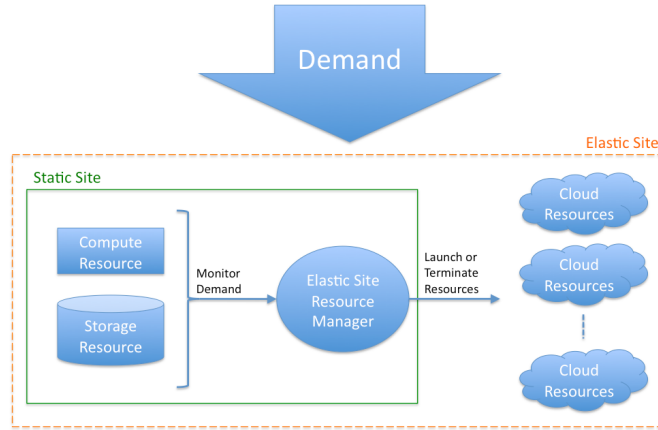 Demand
Elastic Site
Static Site
Compute
Resource
Storage
Resource
Monitor
Demand
Elastic Site
Resource
Manager
Launch or
Terminate
Resources
Cloud
Resources
Cloud
Resources
Cloud
Resources